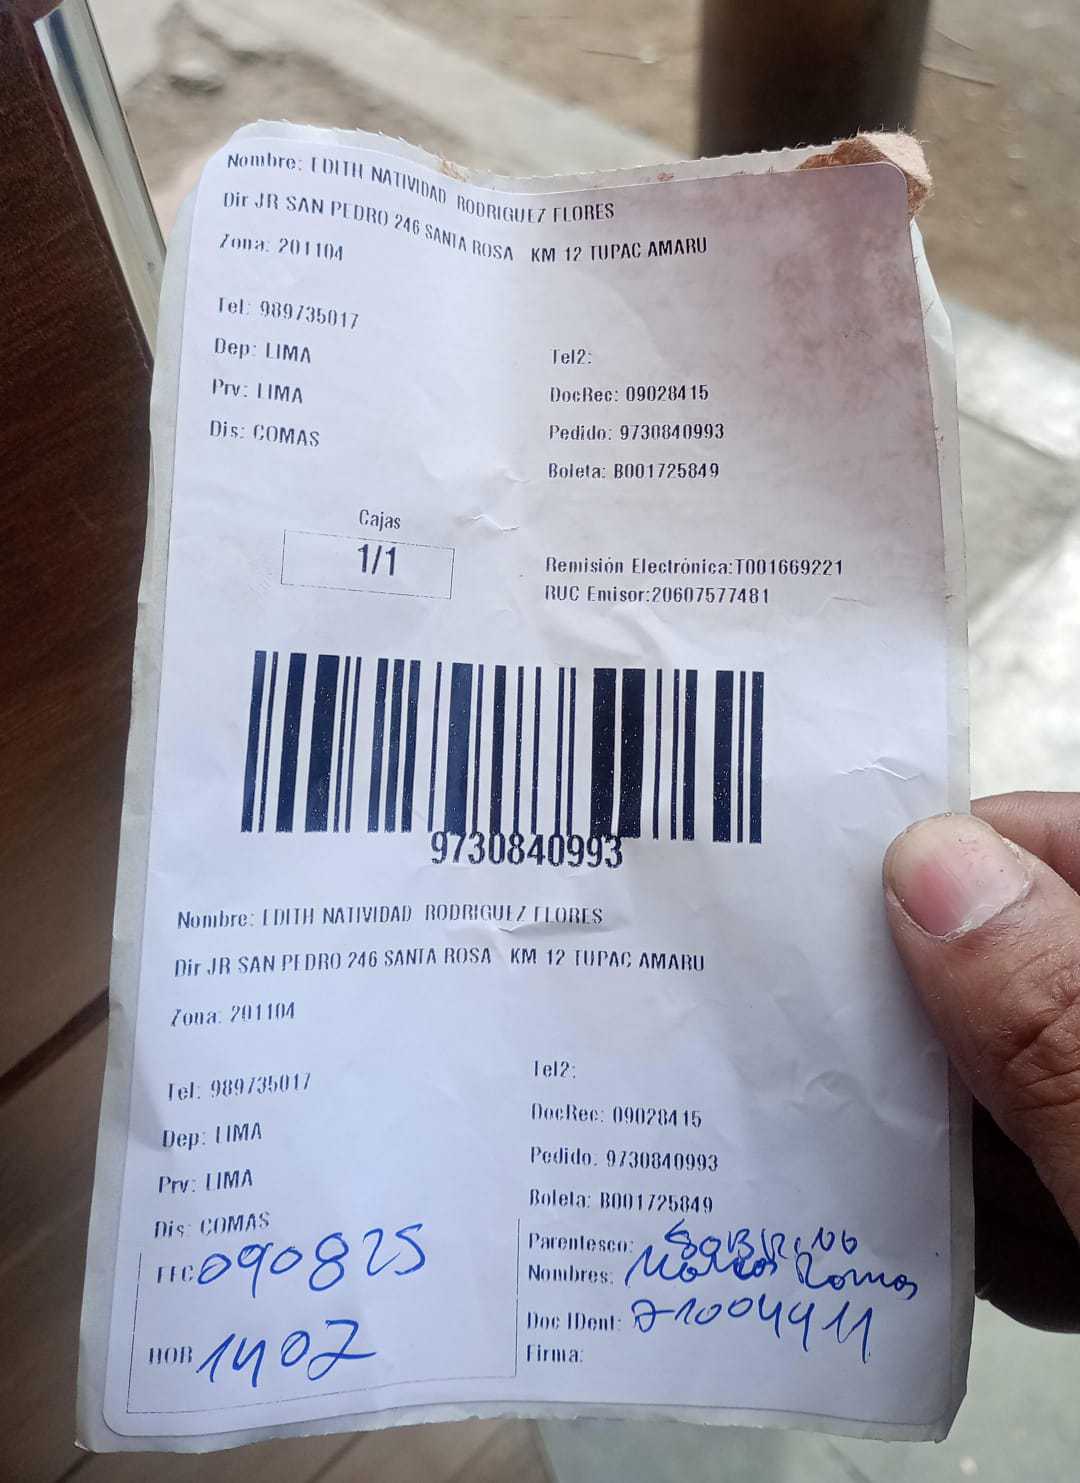 Nombre: EDITH NATIVIDAD RODRIGUEZ FLORES
Dir JR SAN PEDRO 246 SANTA ROSA KM 12 TUPAC AMARU
Zona: 201104
Tel: 989735017
Dep: LIMA
Tel2:
Prv: LIMA
DocRec: 09028415
Dis: COMAS
Pedido: 9730840993
Boleta: B001725849
Cajas
1/1
Remisión Electrónica:T001669221
RUC Emisor:20607577481
9730840993
Nombre: EDITH NATIVIDAD RODRIGUEZ FLORES
Dir JR SAN PEDRO 246 SANTA ROSA KM 12 TUPAC AMARU
Zona: 201104
Tel: 989735017
Tel2:
Dep: LIMA
DocRec: 09028415
Prv: LIMA
Pedido: 9730840993
Dis: COMAS
Boleta: B001725849
FEC 090825
HOR 1407
Parentesco: SOBRINO
Nombres: Marcos Romos
Doc IDent: 71004911
Firma: